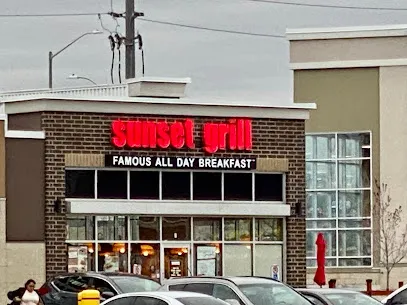 sunset grill
FAMOUS ALL DAY BREAKFAST